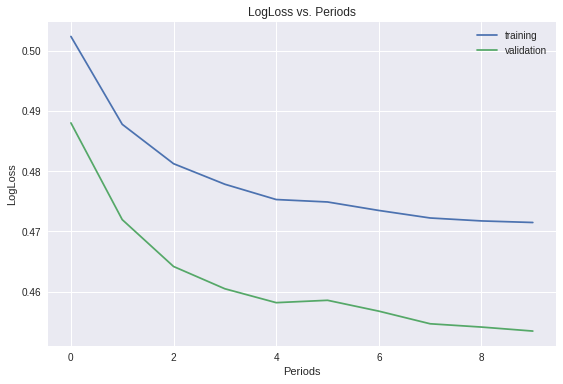 LogLoss vs. Periods
training
validation
LogLoss
0.50
0.49
0.48
0.47
0.46
0
2
4
6
8
Periods